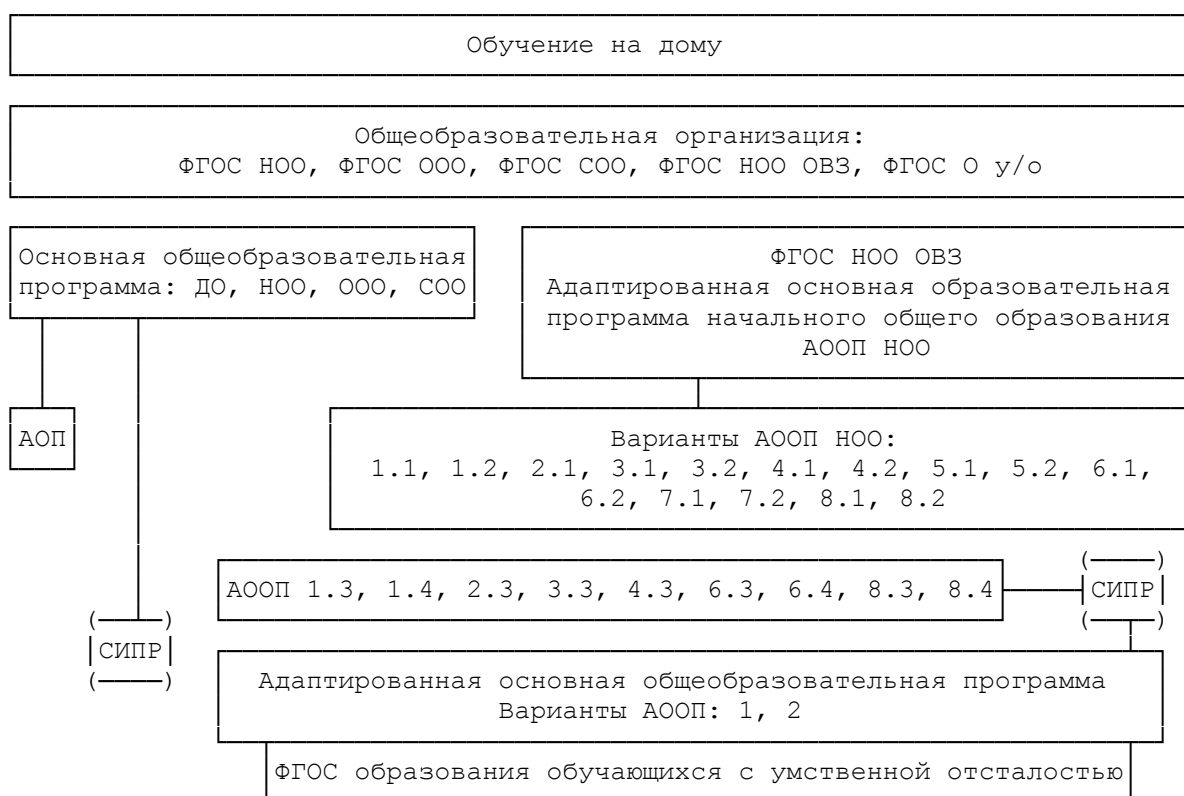 Обучение на дому
Общеобразовательная организация:
ФГОС НОО, ФГОС ООО, ФГОС СОО, ФГОС НОО ОВЗ, ФГОС О у/о
Основная общеобразовательная
программа: ДО, НОО, ООО, СОО
ФГОС НОО ОВЗ
Адаптированная основная образовательная
программа начального общего образования
АООП НОО
АОП
Варианты АООП НОО:
1.1, 1.2, 2.1, 3.1, 3.2, 4.1, 4.2, 5.1, 5.2, 6.1,
6.2, 7.1, 7.2, 8.1, 8.2
АООП 1.3, 1.4, 2.3, 3.3, 4.3, 6.3, 6.4, 8.3, 8.4
СИПР
СИПР
Адаптированная основная общеобразовательная программа
Варианты АООП: 1, 2
ФГОС образования обучающихся с умственной отсталостью